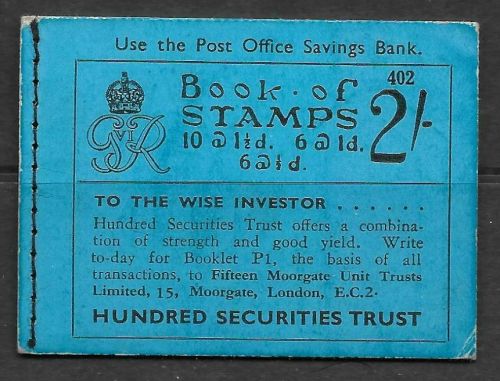 Use the Post Office Savings Bank.
402
Book · of
STAMPS
2/-
10 @ 1½d. 6 @ 1d.
6 @ ½d.
GVIR
TO THE WISE INVESTOR . . . . . .
Hundred Securities Trust offers a combina-
tion of strength and good yield. Write
to-day for Booklet P1, the basis of all
transactions, to Fifteen Moorgate Unit Trusts
Limited, 15, Moorgate, London, E.C.2.
HUNDRED SECURITIES TRUST